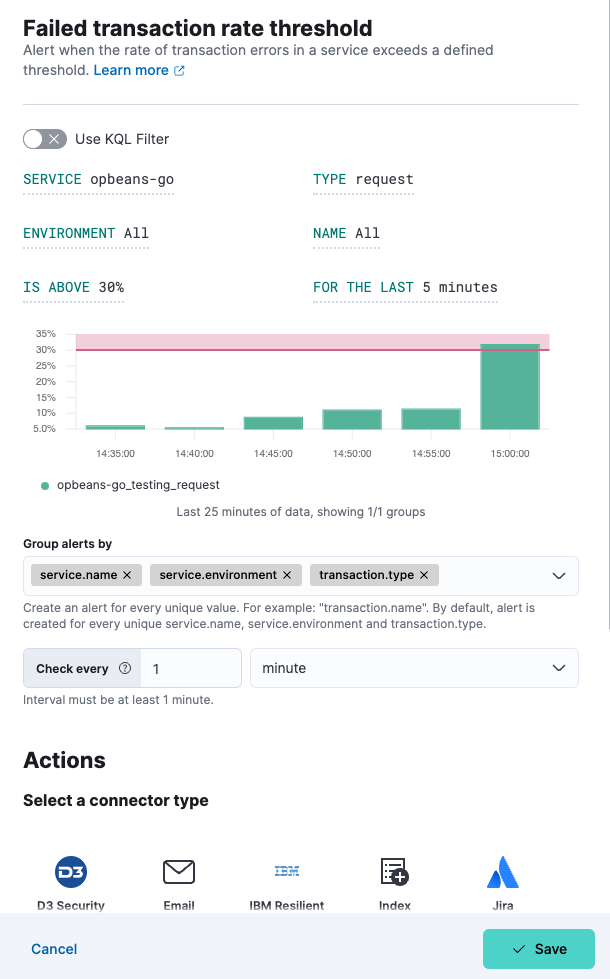 Failed transaction rate threshold
Alert when the rate of transaction errors in a service exceeds a defined
threshold. Learn more
Use KQL Filter
SERVICE opbeans-go
TYPE request
ENVIRONMENT All
NAME All
IS ABOVE 30%
FOR THE LAST 5 minutes
35%
30%
25%
20%
15%
10%
5.0%
14:35:00 14:40:00 14:45:00 14:50:00 14:55:00 15:00:00
opbeans-go_testing_request
Last 25 minutes of data, showing 1/1 groups
Group alerts by
service.name service.environment transaction.type
Create an alert for every unique value. For example: "transaction.name". By default, alert is
created for every unique service.name, service.environment and transaction.type.
Check every 1 minute
Interval must be at least 1 minute.
Actions
Select a connector type
D3
IBM
D3 Security Email IBM Resilient Index Jira
Cancel Save